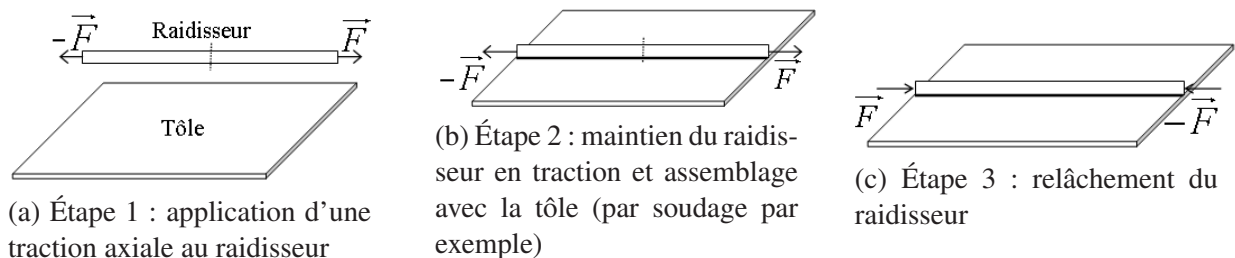 -F Raidisseur F
Tôle
(a) Étape 1 : application d'une
traction axiale au raidisseur
-F F
(b) Étape 2 : maintien du raidis-
seur en traction et assemblage
avec la tôle (par soudage par
exemple)
F -F
(c) Étape 3 : relâchement du
raidisseur